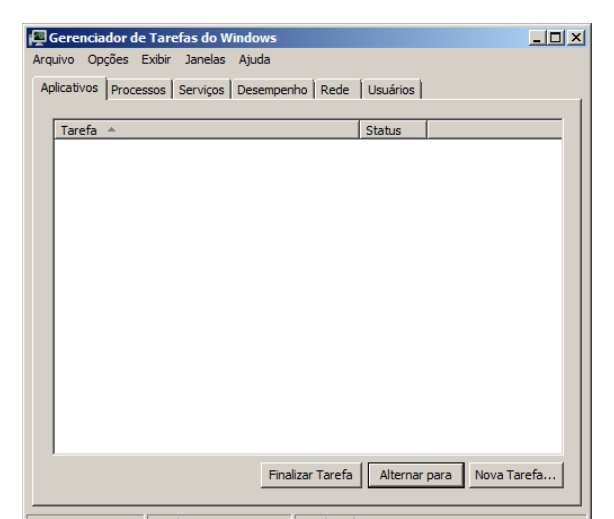 Gerenciador de Tarefas do Windows
Arquivo Opções Exibir Janelas Ajuda
Aplicativos Processos Serviços Desempenho Rede Usuários
Tarefa Status
Finalizar Tarefa Alternar para Nova Tarefa...